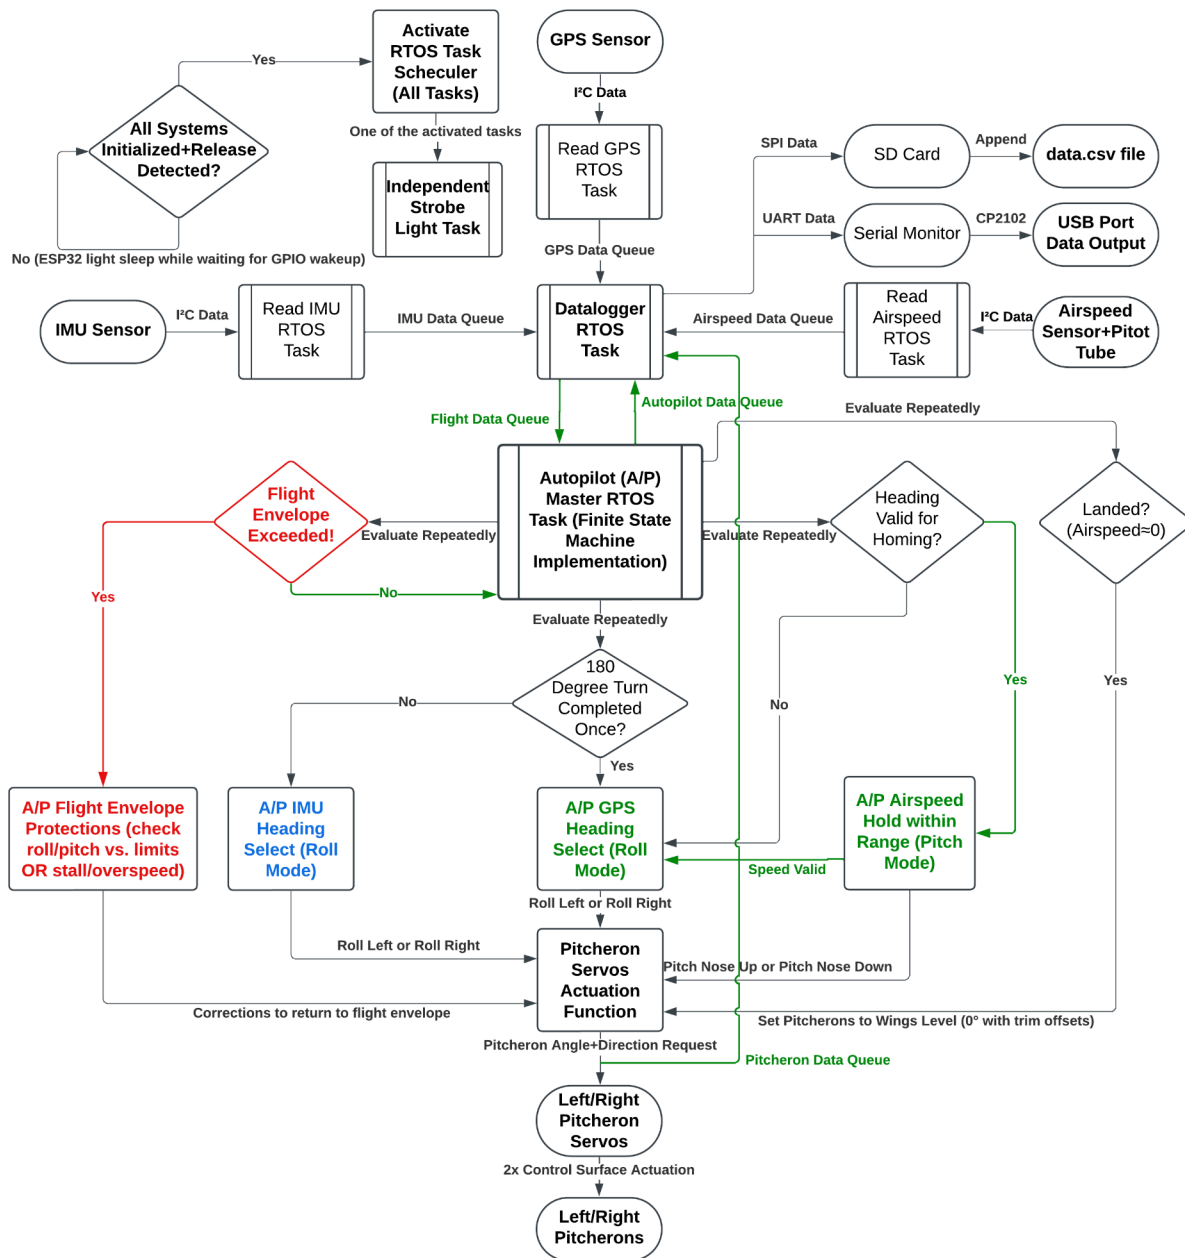 Activate
RTOS Task
Scheculer
(All Tasks)
GPS Sensor
Yes
I²C Data
All Systems
Initialized+Release
Detected?
One of the activated tasks
Independent
Strobe
Light Task
Read GPS
RTOS
Task
SPI Data
SD Card
Append
data.csv file
UART Data
Serial Monitor
CP2102
USB Port
Data Output
No (ESP32 light sleep while waiting for GPIO wakeup)
GPS Data Queue
IMU Sensor
I²C Data
Read IMU
RTOS
Task
IMU Data Queue
Datalogger
RTOS
Task
Airspeed Data Queue
Read
Airspeed
RTOS
Task
I²C Data
Airspeed
Sensor+Pitot
Tube
Flight Data Queue
Autopilot Data Queue
Evaluate Repeatedly
Flight
Envelope
Exceeded!
Evaluate Repeatedly
Autopilot (A/P)
Master RTOS
Task (Finite State
Machine
Implementation)
Evaluate Repeatedly
Heading
Valid for
Homing?
Landed?
(Airspeed≈0)
Yes
No
Evaluate Repeatedly
180
Degree Turn
Completed
Once?
No
Yes
No
Yes
Yes
A/P Flight Envelope
Protections (check
roll/pitch vs. limits
OR stall/overspeed)
A/P IMU
Heading
Select (Roll
Mode)
A/P GPS
Heading
Select (Roll
Mode)
Speed Valid
A/P Airspeed
Hold within
Range (Pitch
Mode)
Roll Left or Roll Right
Roll Left or Roll Right
Pitcheron
Servos
Actuation
Function
Pitch Nose Up or Pitch Nose Down
Corrections to return to flight envelope
Set Pitcherons to Wings Level (0° with trim offsets)
Pitcheron Angle+Direction Request
Pitcheron Data Queue
Left/Right
Pitcheron
Servos
2x Control Surface Actuation
Left/Right
Pitcherons